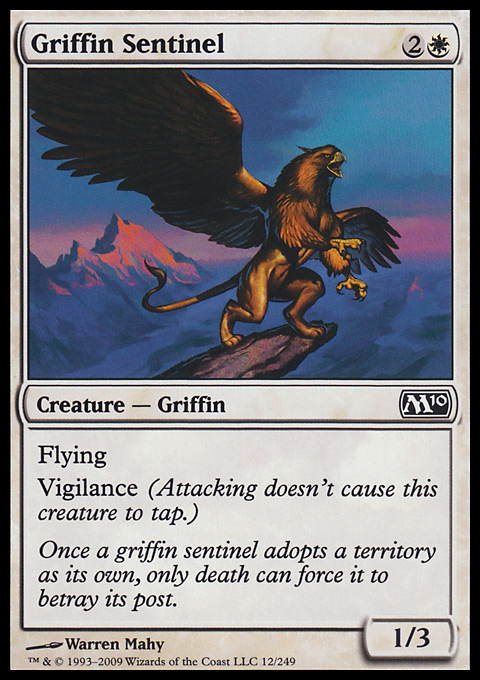 Griffin Sentinel 2
Creature — Griffin M10
Flying
Vigilance (Attacking doesn't cause this
creature to tap.)
Once a griffin sentinel adopts a territory
as its own, only death can force it to
betray its post.
Warren Mahy
1/3
™ & © 1993–2009 Wizards of the Coast LLC 12/249